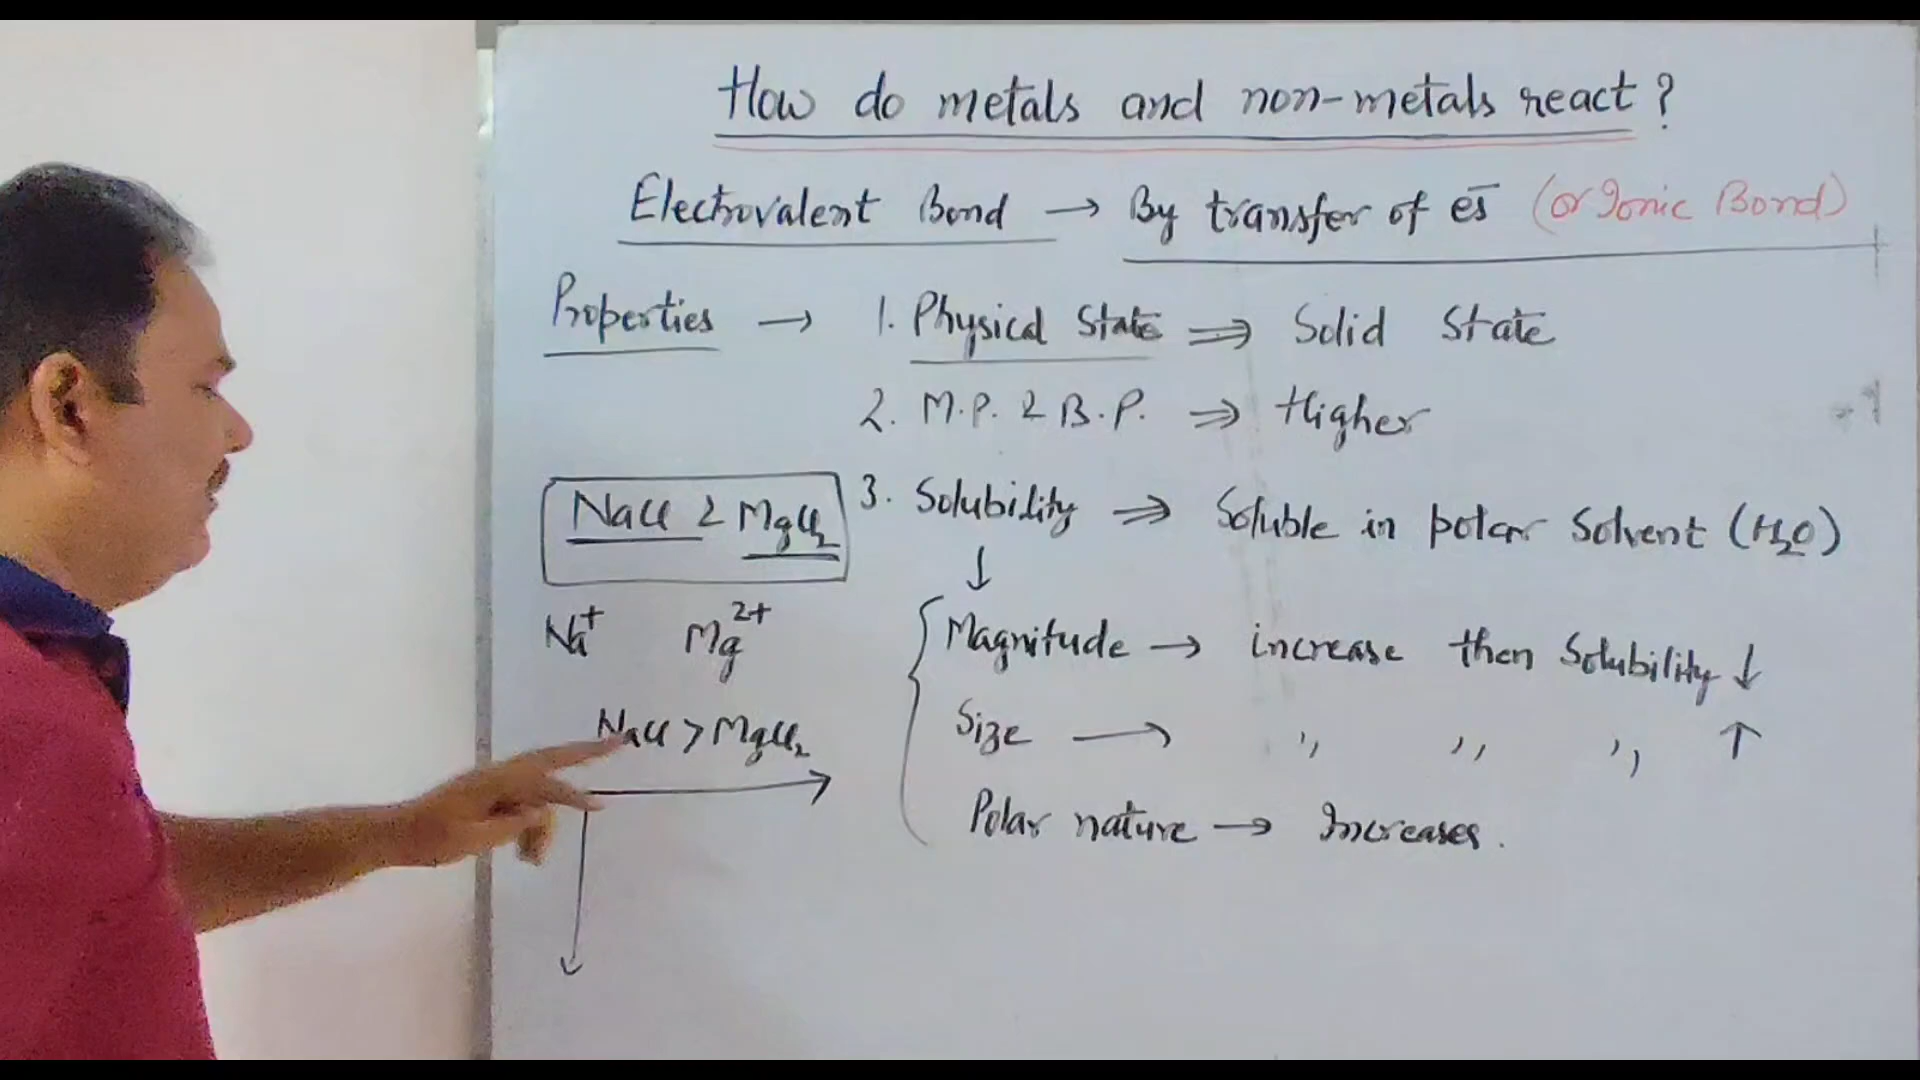 How do metals and non-metals react?
Electrovalent Bond → By transfer of es̄ (or Ionic Bond)
Properties → 1. Physical State ⇒ Solid State
2. M.P. & B.P. ⇒ Higher
3. Solubility ⇒ Soluble in polar Solvent (H₂O)
↓
Magnitude → increase then Solubility ↓
Size → ,, ,, ,, ↑
Polar nature → Increases.
NaCl & MgCl₂
Na⁺ Mg²⁺
NaCl > MgCl₂